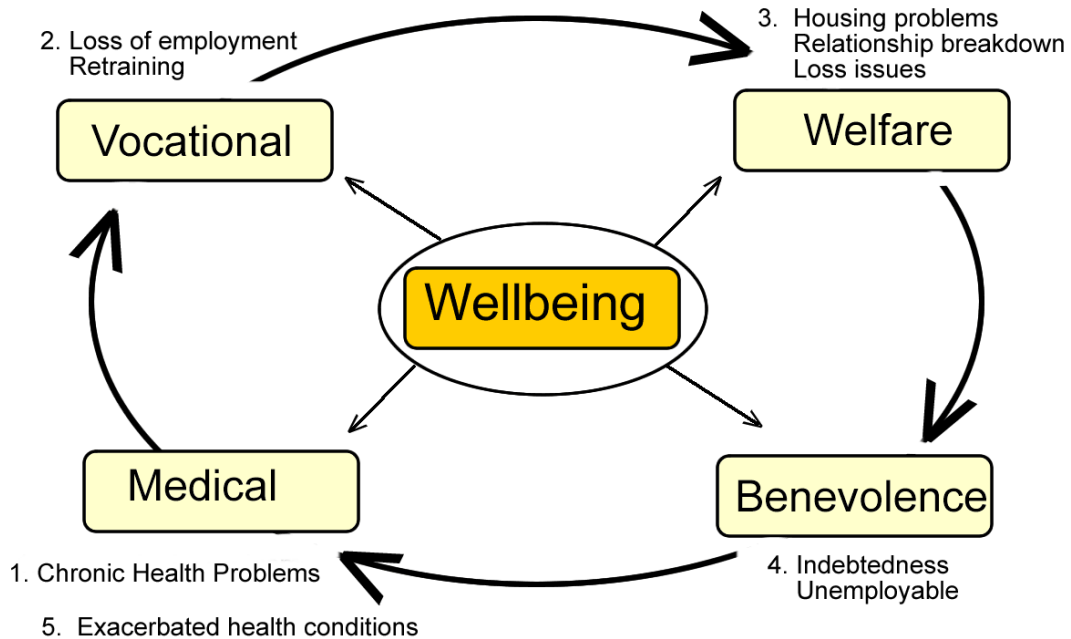 2. Loss of employment
Retraining
3. Housing problems
Relationship breakdown
Loss issues
Vocational
Welfare
Wellbeing
Medical
Benevolence
1. Chronic Health Problems
4. Indebtedness
Unemployable
5. Exacerbated health conditions